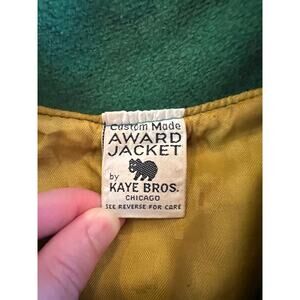 Custom Made
AWARD
JACKET
by
KAYE BROS.
CHICAGO
SEE REVERSE FOR CARE